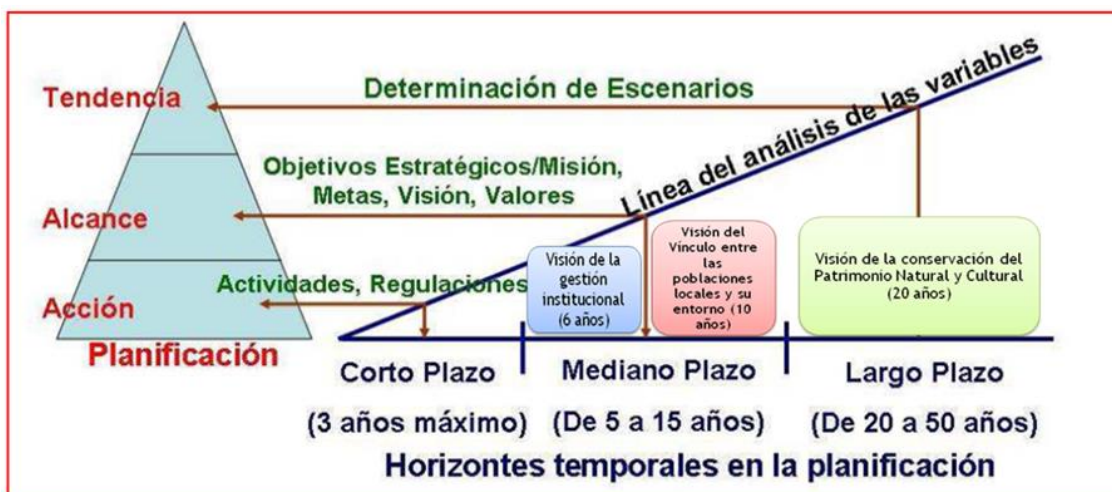 Tendencia
Determinación de Escenarios
Línea del análisis de las variables
Objetivos Estratégicos/Misión,
Metas, Visión, Valores
Alcance
Actividades, Regulaciones
Acción
Planificación
Visión de la
gestión
institucional
(6 años)
Visión del
Vínculo entre
las
poblaciones
locales y su
entorno (10
años)
Visión de la conservación del
Patrimonio Natural y Cultural
(20 años)
Corto Plazo
(3 años máximo)
Mediano Plazo
(De 5 a 15 años)
Largo Plazo
(De 20 a 50 años)
Horizontes temporales en la planificación